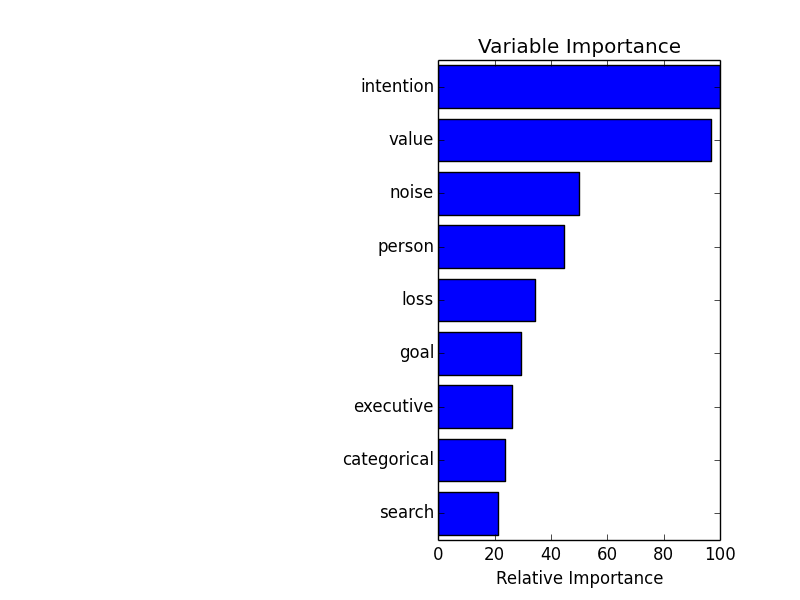 Variable Importance
intention
value
noise
person
loss
goal
executive
categorical
search
0 20 40 60 80 100
Relative Importance